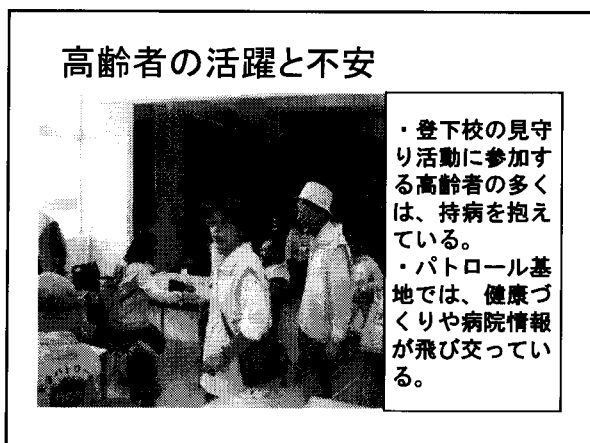 高齢者の活躍と不安
・登下校の見守
り活動に参加す
る高齢者の多く
は、持病を抱え
ている。
・パトロール基
地では、健康づ
くりや病院情報
が飛び交ってい
る。